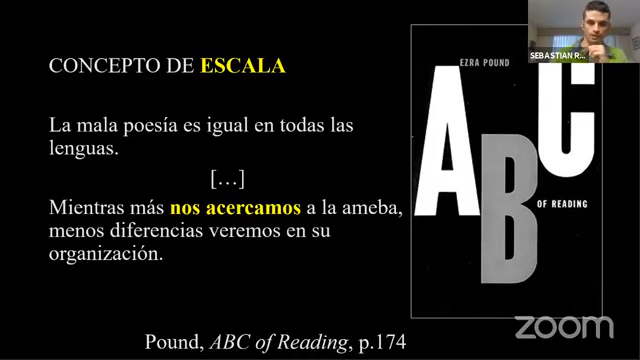 CONCEPTO DE ESCALA
La mala poesía es igual en todas las
lenguas.
[…]
Mientras más nos acercamos a la ameba,
menos diferencias veremos en su
organización.
Pound, ABC of Reading, p.174
EZRA POUND
ABC
OF READING
SEBASTIAN R...
zoom